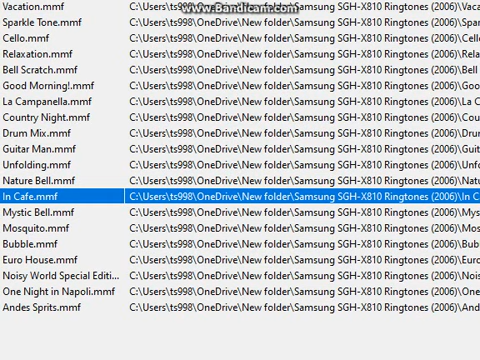 www.Bandicam.com
Vacation.mmf C:\Users\ts998\OneDrive\New folder\Samsung SGH-X810 Ringtones (2006)\Vaca
Sparkle Tone.mmf C:\Users\ts998\OneDrive\New folder\Samsung SGH-X810 Ringtones (2006)\Spar
Cello.mmf C:\Users\ts998\OneDrive\New folder\Samsung SGH-X810 Ringtones (2006)\Cello
Relaxation.mmf C:\Users\ts998\OneDrive\New folder\Samsung SGH-X810 Ringtones (2006)\Relax
Bell Scratch.mmf C:\Users\ts998\OneDrive\New folder\Samsung SGH-X810 Ringtones (2006)\Bell S
Good Morning!.mmf C:\Users\ts998\OneDrive\New folder\Samsung SGH-X810 Ringtones (2006)\Good
La Campanella.mmf C:\Users\ts998\OneDrive\New folder\Samsung SGH-X810 Ringtones (2006)\La Ca
Country Night.mmf C:\Users\ts998\OneDrive\New folder\Samsung SGH-X810 Ringtones (2006)\Coun
Drum Mix.mmf C:\Users\ts998\OneDrive\New folder\Samsung SGH-X810 Ringtones (2006)\Drum
Guitar Man.mmf C:\Users\ts998\OneDrive\New folder\Samsung SGH-X810 Ringtones (2006)\Guita
Unfolding.mmf C:\Users\ts998\OneDrive\New folder\Samsung SGH-X810 Ringtones (2006)\Unfol
Nature Bell.mmf C:\Users\ts998\OneDrive\New folder\Samsung SGH-X810 Ringtones (2006)\Natu
In Cafe.mmf C:\Users\ts998\OneDrive\New folder\Samsung SGH-X810 Ringtones (2006)\In C
Mystic Bell.mmf C:\Users\ts998\OneDrive\New folder\Samsung SGH-X810 Ringtones (2006)\Myst
Mosquito.mmf C:\Users\ts998\OneDrive\New folder\Samsung SGH-X810 Ringtones (2006)\Mosq
Bubble.mmf C:\Users\ts998\OneDrive\New folder\Samsung SGH-X810 Ringtones (2006)\Bubb
Euro House.mmf C:\Users\ts998\OneDrive\New folder\Samsung SGH-X810 Ringtones (2006)\Euro
Noisy World Special Editi... C:\Users\ts998\OneDrive\New folder\Samsung SGH-X810 Ringtones (2006)\Noisy
One Night in Napoli.mmf C:\Users\ts998\OneDrive\New folder\Samsung SGH-X810 Ringtones (2006)\One
Andes Sprits.mmf C:\Users\ts998\OneDrive\New folder\Samsung SGH-X810 Ringtones (2006)\And